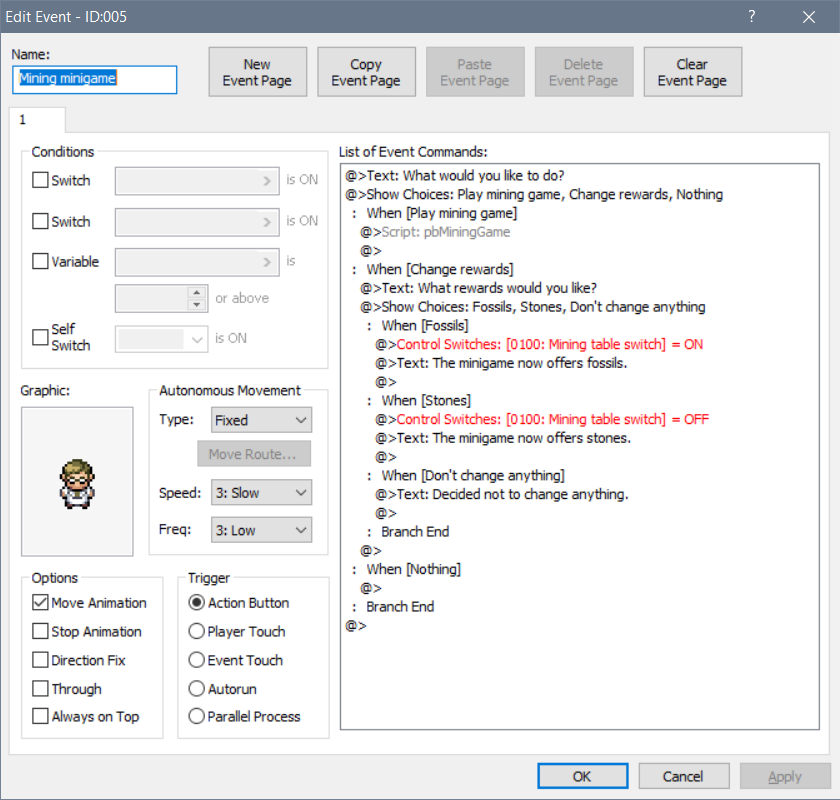 Edit Event - ID:005
?
Name:
Mining minigame
New
Event Page
Copy
Event Page
Paste
Event Page
Delete
Event Page
Clear
Event Page
1
Conditions
Switch
is ON
Switch
is ON
Variable
is
or above
Self
Switch
is ON
Graphic:
Autonomous Movement
Type:
Fixed
Move Route...
Speed:
3: Slow
Freq:
3: Low
Options
Move Animation
Stop Animation
Direction Fix
Through
Always on Top
Trigger
Action Button
Player Touch
Event Touch
Autorun
Parallel Process
List of Event Commands:
@>Text: What would you like to do?
@>Show Choices: Play mining game, Change rewards, Nothing
: When [Play mining game]
@>Script: pbMiningGame
@>
: When [Change rewards]
@>Text: What rewards would you like?
@>Show Choices: Fossils, Stones, Don't change anything
: When [Fossils]
@>Control Switches: [0100: Mining table switch] = ON
@>Text: The minigame now offers fossils.
@>
: When [Stones]
@>Control Switches: [0100: Mining table switch] = OFF
@>Text: The minigame now offers stones.
@>
: When [Don't change anything]
@>Text: Decided not to change anything.
@>
: Branch End
@>
: When [Nothing]
@>
: Branch End
@>
OK
Cancel
Apply